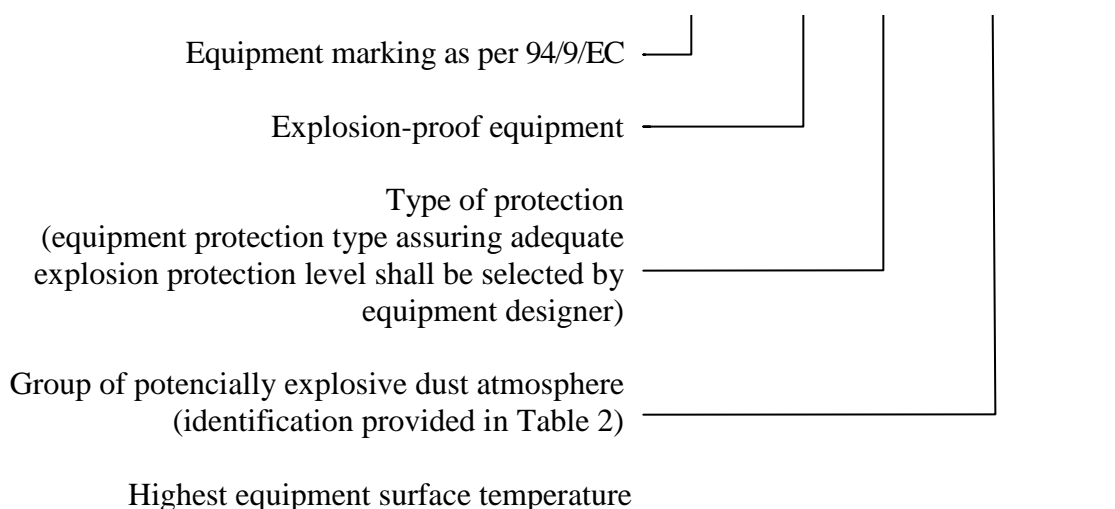 Equipment marking as per 94/9/EC
Explosion-proof equipment
Type of protection
(equipment protection type assuring adequate
explosion protection level shall be selected by
equipment designer)
Group of potencially explosive dust atmosphere
(identification provided in Table 2)
Highest equipment surface temperature